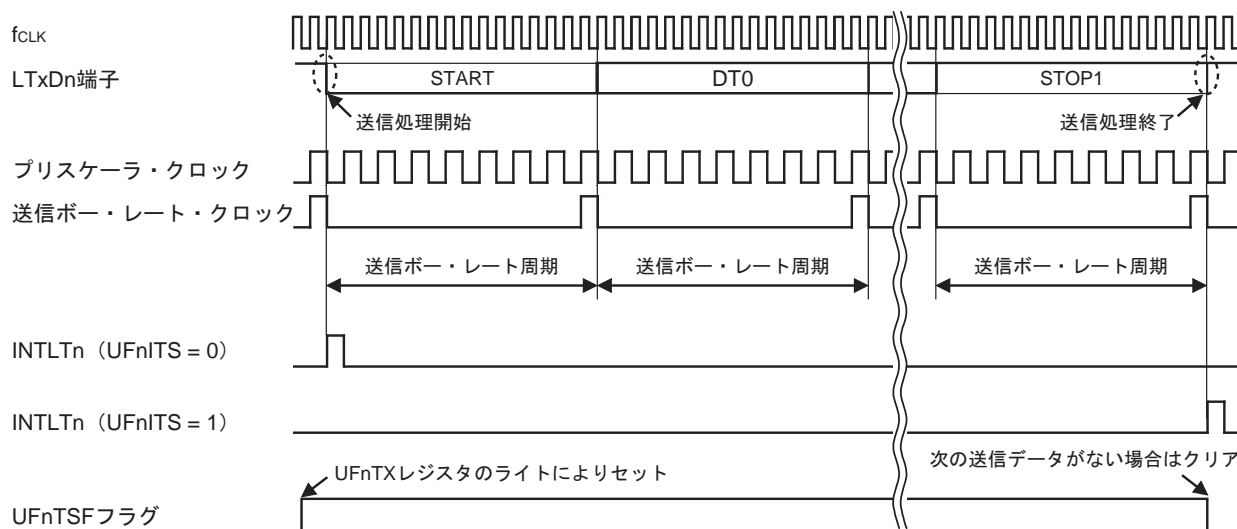 fCLK
LTxDn端子
START
DT0
STOP1
送信処理開始
送信処理終了
プリスケーラ・クロック
送信ボー・レート・クロック
送信ボー・レート周期
送信ボー・レート周期
送信ボー・レート周期
INTLTn（UFnITS = 0）
INTLTn（UFnITS = 1）
UFnTXレジスタのライトによりセット
次の送信データがない場合はクリア
UFnTSFフラグ